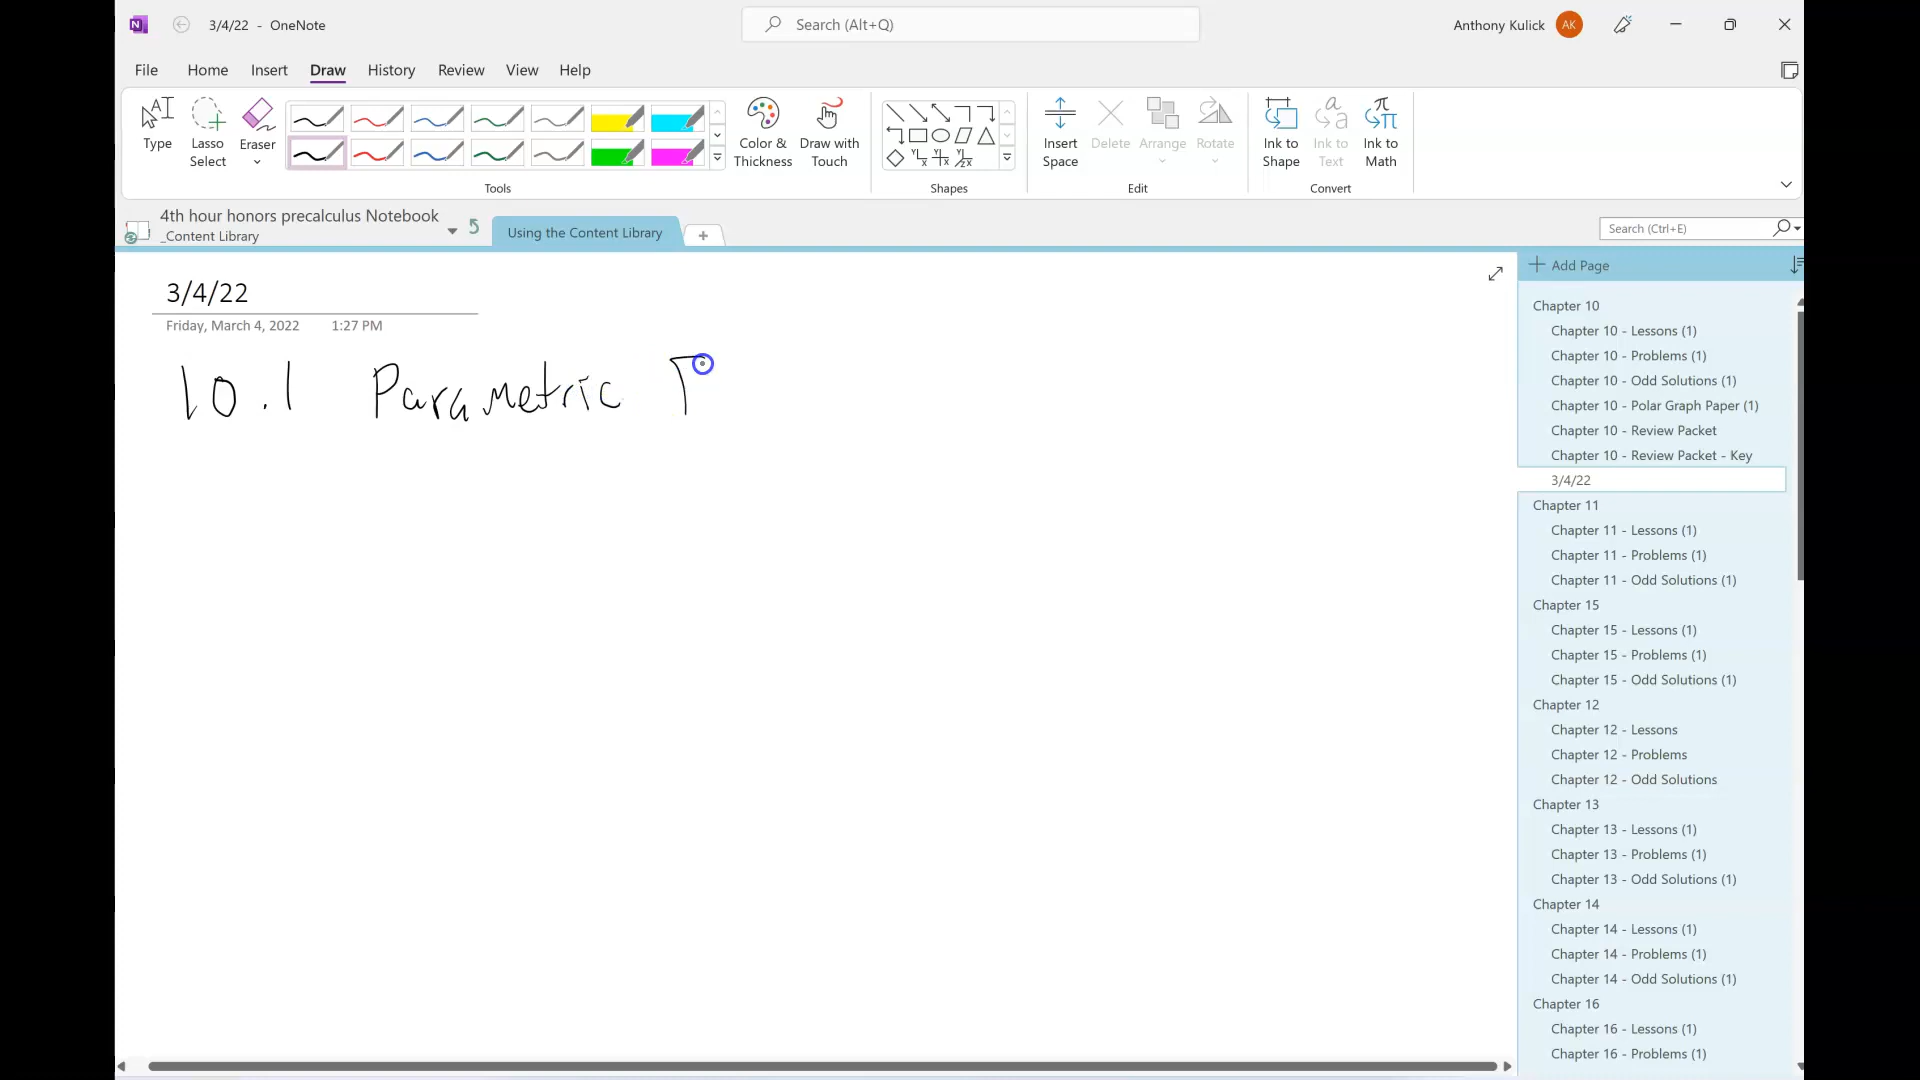 3/4/22 - OneNote
Search (Alt+Q)
Anthony Kulick
AK
File Home Insert Draw History Review View Help
Type
Lasso Select
Eraser
Color & Thickness
Draw with Touch
Insert Space
Delete
Arrange
Rotate
Ink to Shape
Ink to Text
Ink to Math
Tools
Shapes
Edit
Convert
4th hour honors precalculus Notebook
_Content Library
Using the Content Library
Search (Ctrl+E)
3/4/22
Friday, March 4, 2022 1:27 PM
10.1 Parametric
Add Page
Chapter 10
Chapter 10 - Lessons (1)
Chapter 10 - Problems (1)
Chapter 10 - Odd Solutions (1)
Chapter 10 - Polar Graph Paper (1)
Chapter 10 - Review Packet
Chapter 10 - Review Packet - Key
3/4/22
Chapter 11
Chapter 11 - Lessons (1)
Chapter 11 - Problems (1)
Chapter 11 - Odd Solutions (1)
Chapter 15
Chapter 15 - Lessons (1)
Chapter 15 - Problems (1)
Chapter 15 - Odd Solutions (1)
Chapter 12
Chapter 12 - Lessons
Chapter 12 - Problems
Chapter 12 - Odd Solutions
Chapter 13
Chapter 13 - Lessons (1)
Chapter 13 - Problems (1)
Chapter 13 - Odd Solutions (1)
Chapter 14
Chapter 14 - Lessons (1)
Chapter 14 - Problems (1)
Chapter 14 - Odd Solutions (1)
Chapter 16
Chapter 16 - Lessons (1)
Chapter 16 - Problems (1)